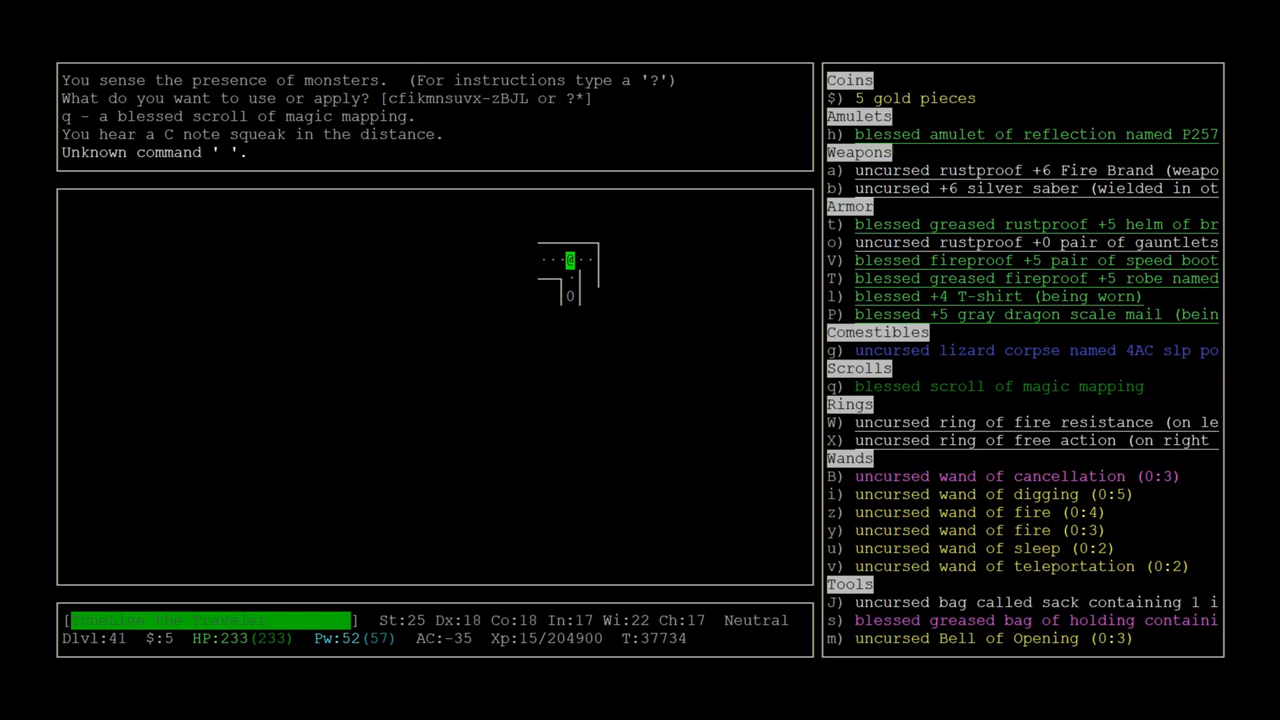 You sense the presence of monsters.  (For instructions type a '?')
What do you want to use or apply? [cfikmnsuvx-zBJL or ?*]
q - a blessed scroll of magic mapping.
You hear a C note squeak in the distance.
Unknown command ' '.
···@··
·
0
[ the Traveler ] St:25 Dx:18 Co:18 In:17 Wi:22 Ch:17 Neutral
Dlvl:41 $:5 HP:233(233) Pw:52(57) AC:-35 Xp:15/204900 T:37734
Coins
$) 5 gold pieces
Amulets
h) blessed amulet of reflection named P257
Weapons
a) uncursed rustproof +6 Fire Brand (weapo
b) uncursed +6 silver saber (wielded in ot
Armor
t) blessed greased rustproof +5 helm of br
o) uncursed rustproof +0 pair of gauntlets
V) blessed fireproof +5 pair of speed boot
T) blessed greased fireproof +5 robe named
l) blessed +4 T-shirt (being worn)
P) blessed +5 gray dragon scale mail (bein
Comestibles
g) uncursed lizard corpse named 4AC slp po
Scrolls
q) blessed scroll of magic mapping
Rings
W) uncursed ring of fire resistance (on le
X) uncursed ring of free action (on right
Wands
B) uncursed wand of cancellation (0:3)
i) uncursed wand of digging (0:5)
z) uncursed wand of fire (0:4)
y) uncursed wand of fire (0:3)
u) uncursed wand of sleep (0:2)
v) uncursed wand of teleportation (0:2)
Tools
J) uncursed bag called sack containing 1 i
s) blessed greased bag of holding containi
m) uncursed Bell of Opening (0:3)